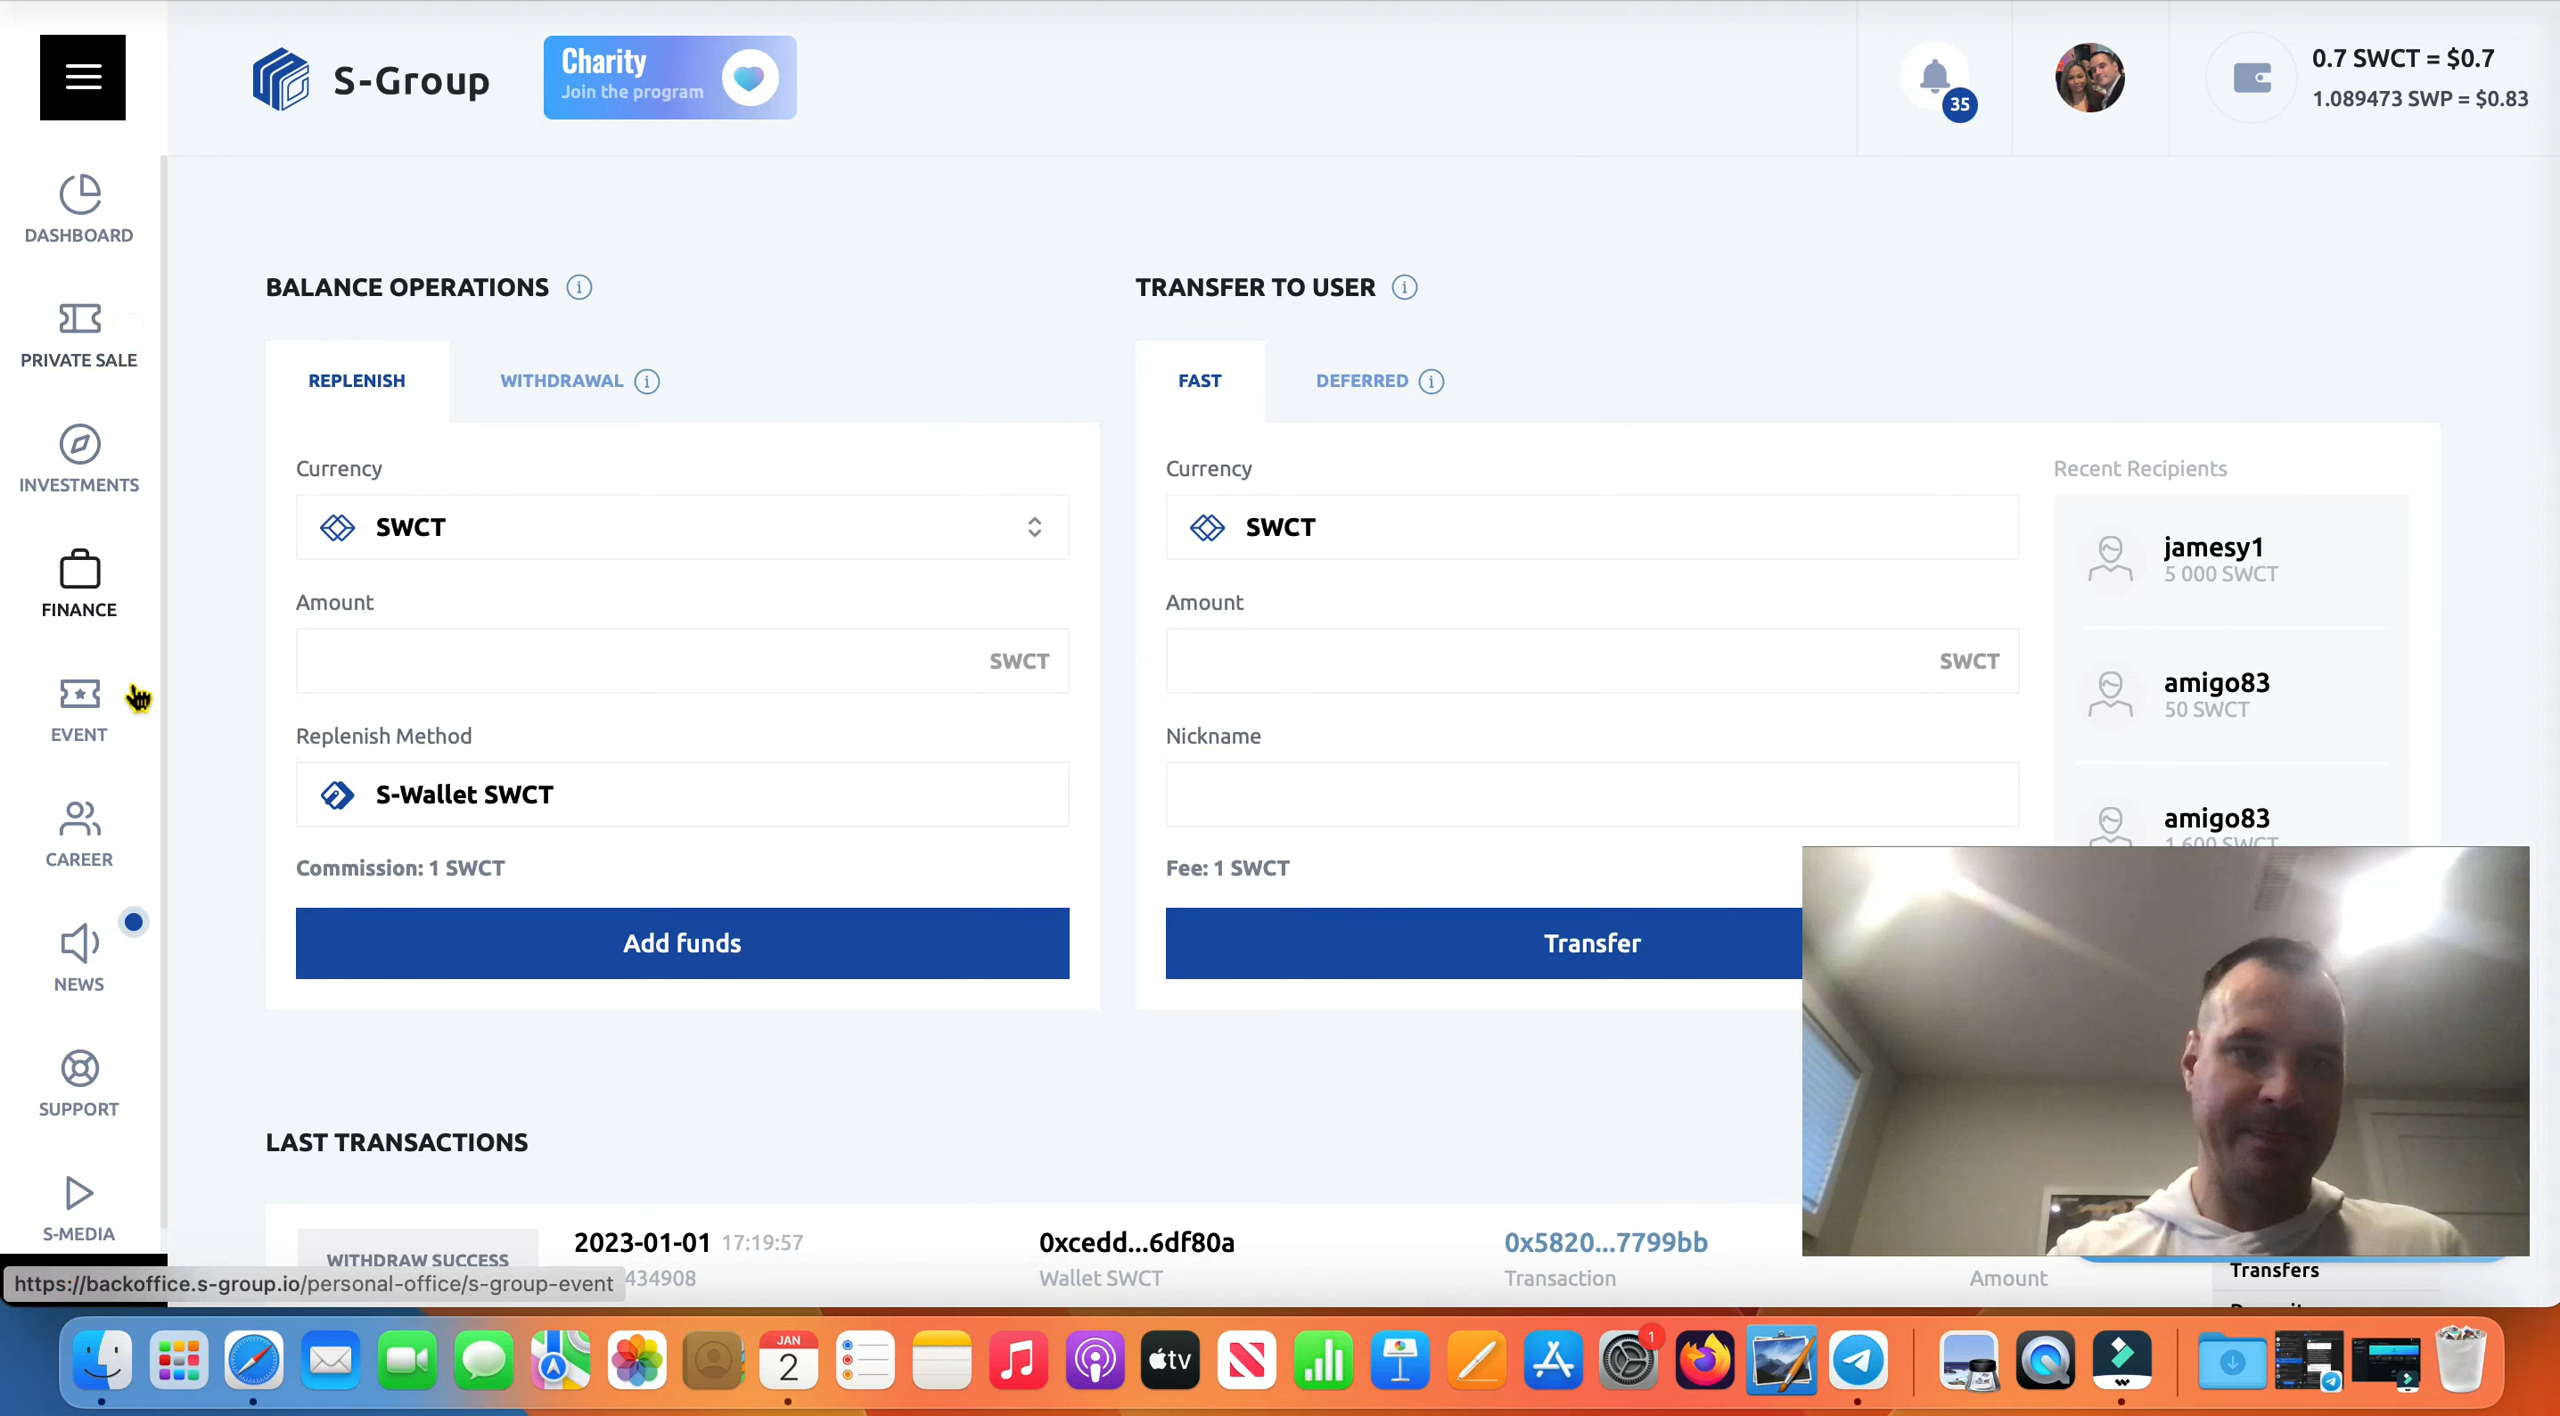 S-Group
Charity
Join the program
35
0.7 SWCT = $0.7
1.089473 SWP = $0.83
DASHBOARD
PRIVATE SALE
INVESTMENTS
FINANCE
EVENT
CAREER
NEWS
SUPPORT
S-MEDIA
BALANCE OPERATIONS
REPLENISH
WITHDRAWAL
Currency
SWCT
Amount
SWCT
Replenish Method
S-Wallet SWCT
Commission: 1 SWCT
Add funds
TRANSFER TO USER
FAST
DEFERRED
Currency
SWCT
Amount
SWCT
Nickname
Fee: 1 SWCT
Transfer
Recent Recipients
jamesy1
5 000 SWCT
amigo83
50 SWCT
amigo83
1 600 SWCT
LAST TRANSACTIONS
WITHDRAW SUCCESS
2023-01-01 17:19:57
434908
0xcedd...6df80a
Wallet SWCT
0x5820...7799bb
Transaction
Amount
Transfers
https://backoffice.s-group.io/personal-office/s-group-event
JAN
2
tv
1